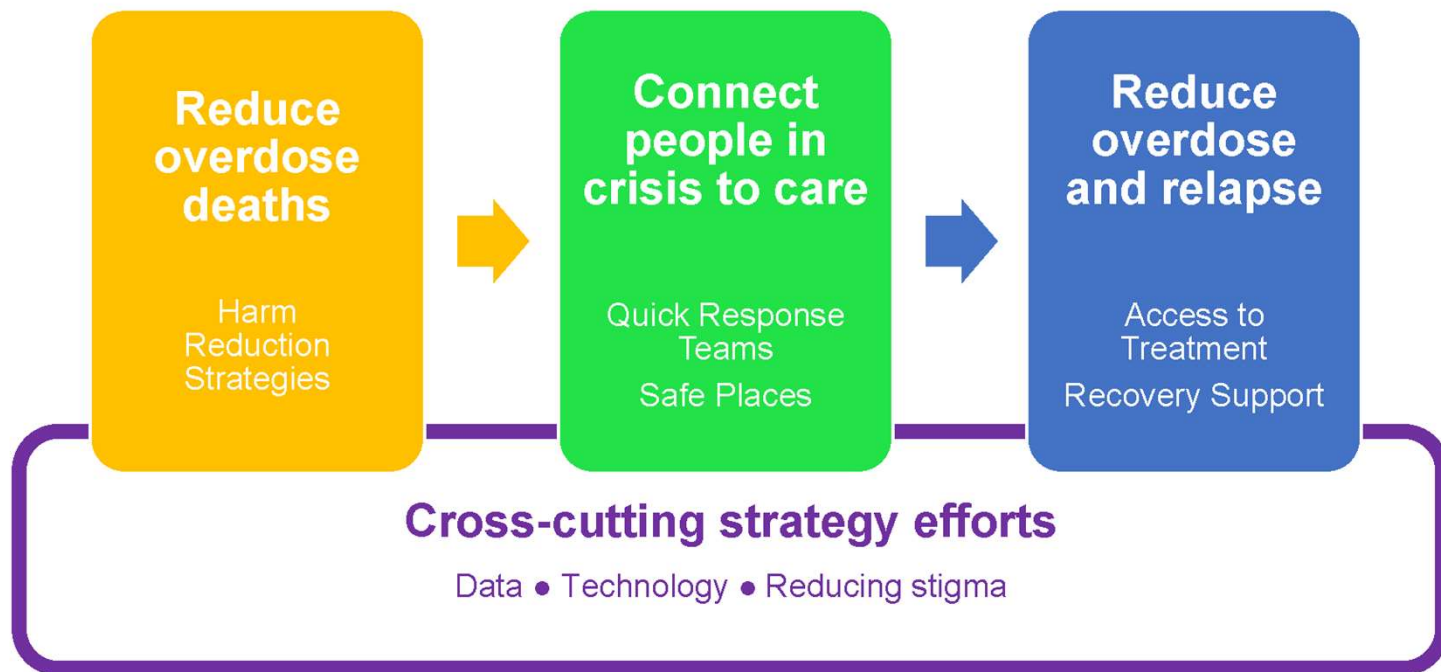 Reduce
overdose
deaths
Harm
Reduction
Strategies
Connect
people in
crisis to care
Quick Response
Teams
Safe Places
Reduce
overdose
and relapse
Access to
Treatment
Recovery Support
Cross-cutting strategy efforts
Data ● Technology ● Reducing stigma